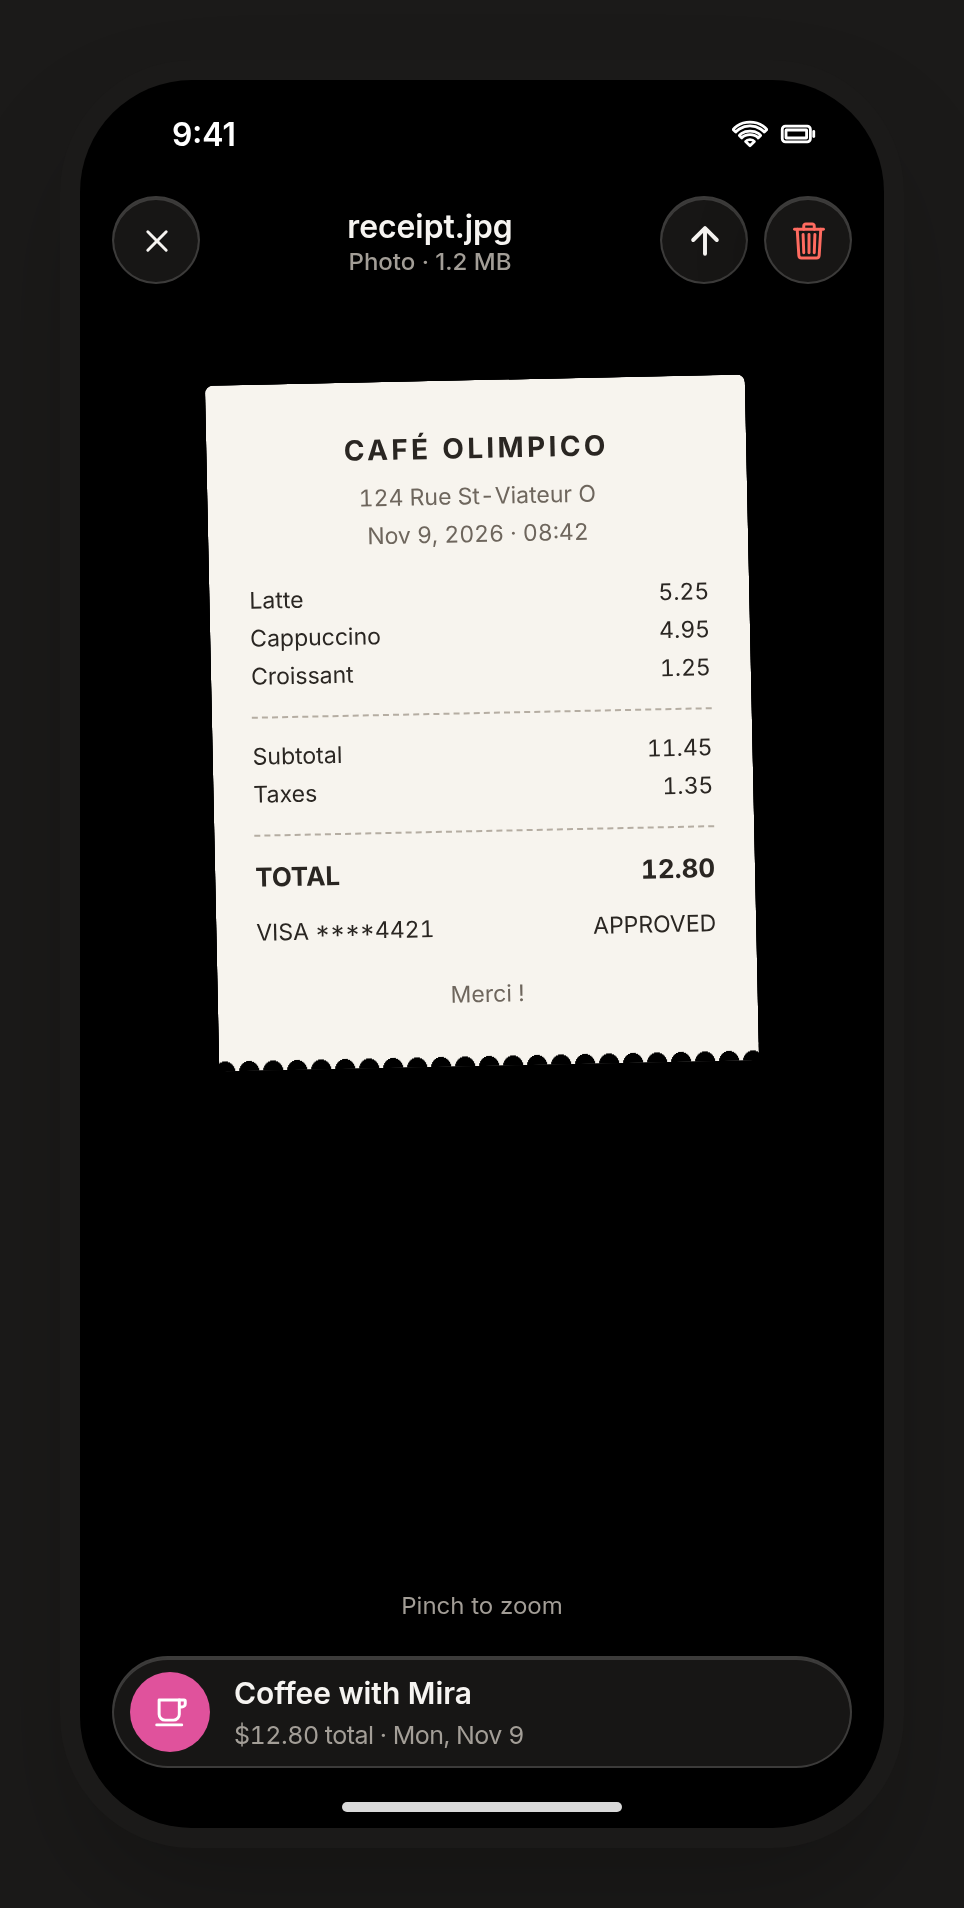 9:41
receipt.jpg
Photo · 1.2 MB
CAFÉ OLIMPICO
124 Rue St-Viateur O
Nov 9, 2026 · 08:42
Latte 5.25
Cappuccino 4.95
Croissant 1.25
Subtotal 11.45
Taxes 1.35
TOTAL 12.80
VISA ****4421 APPROVED
Merci !
Pinch to zoom
Coffee with Mira
$12.80 total · Mon, Nov 9